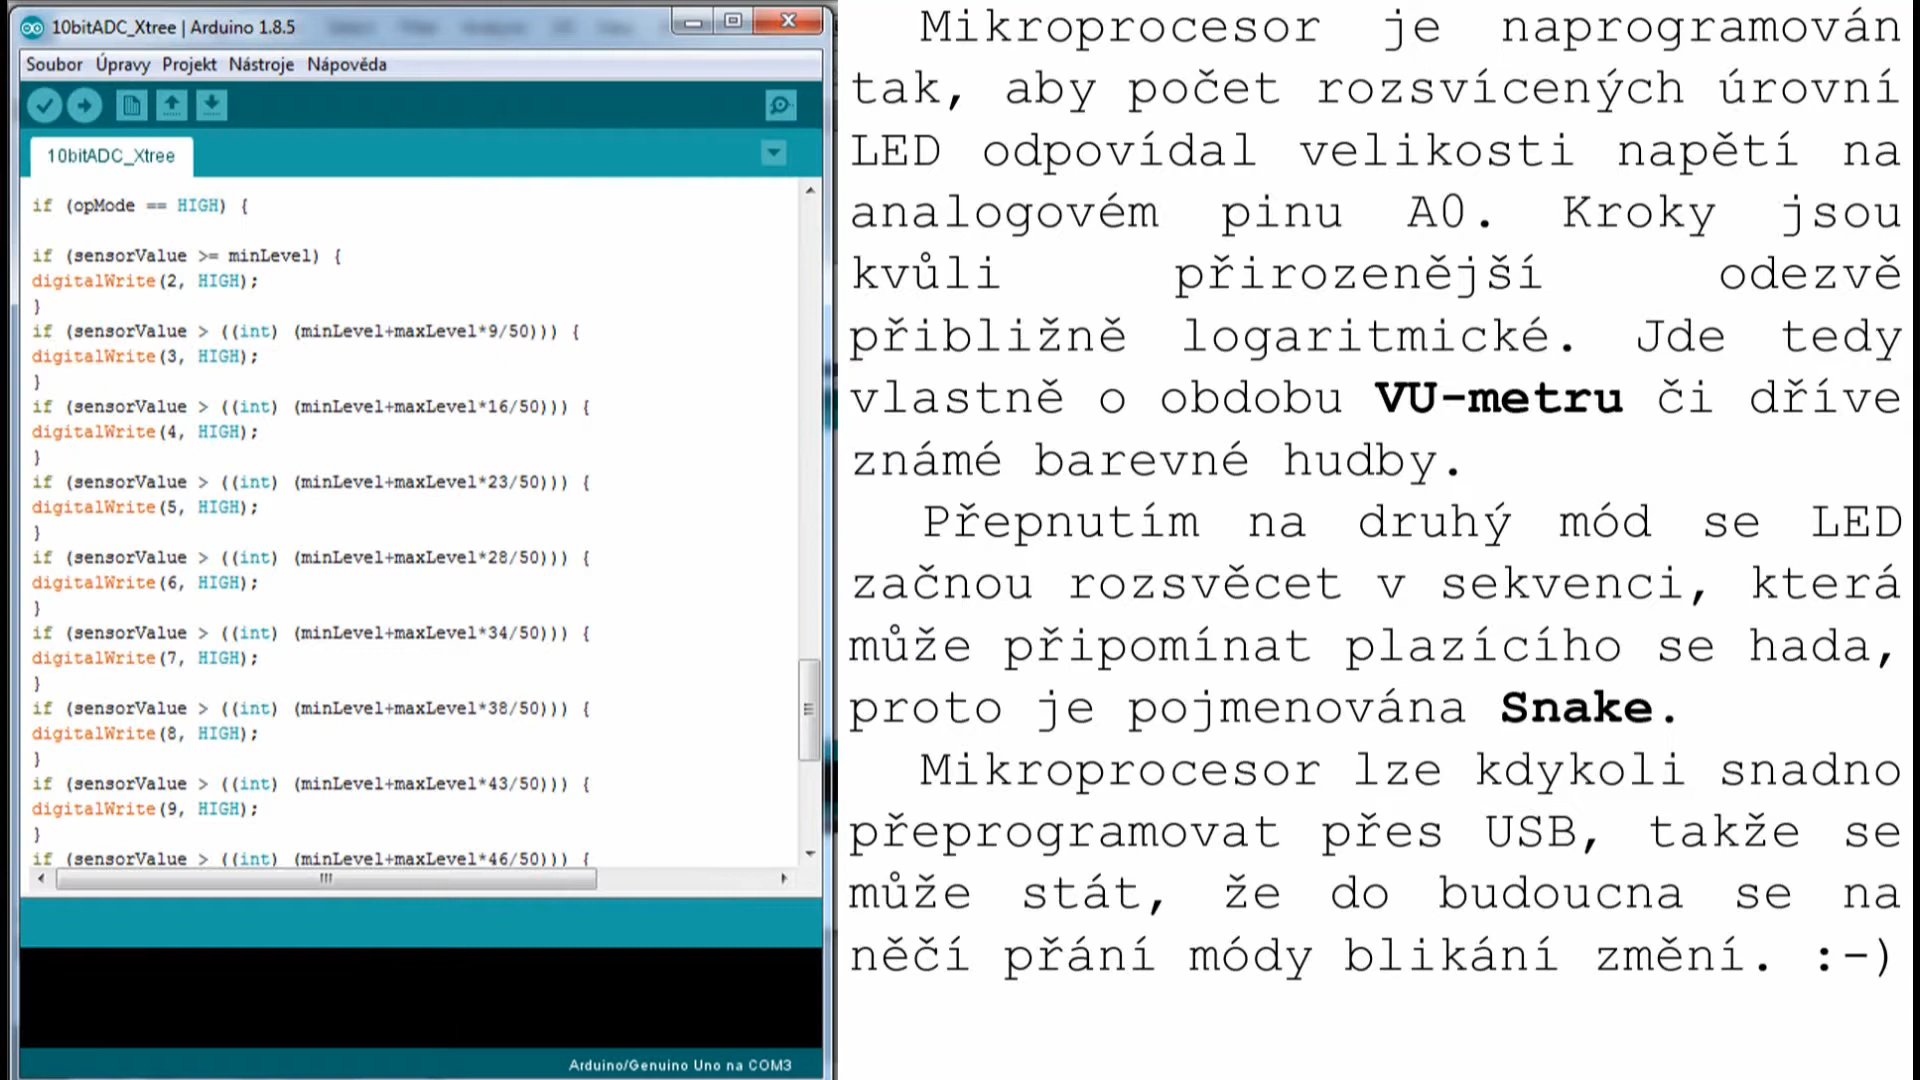 10bitADC_Xtree | Arduino 1.8.5
Soubor Úpravy Projekt Nástroje Nápověda
10bitADC_Xtree
if (opMode == HIGH) {
if (sensorValue >= minLevel) {
digitalWrite(2, HIGH);
}
if (sensorValue > ((int) (minLevel+maxLevel*9/50))) {
digitalWrite(3, HIGH);
}
if (sensorValue > ((int) (minLevel+maxLevel*16/50))) {
digitalWrite(4, HIGH);
}
if (sensorValue > ((int) (minLevel+maxLevel*23/50))) {
digitalWrite(5, HIGH);
}
if (sensorValue > ((int) (minLevel+maxLevel*28/50))) {
digitalWrite(6, HIGH);
}
if (sensorValue > ((int) (minLevel+maxLevel*34/50))) {
digitalWrite(7, HIGH);
}
if (sensorValue > ((int) (minLevel+maxLevel*38/50))) {
digitalWrite(8, HIGH);
}
if (sensorValue > ((int) (minLevel+maxLevel*43/50))) {
digitalWrite(9, HIGH);
}
if (sensorValue > ((int) (minLevel+maxLevel*46/50))) {
Arduino/Genuino Uno na COM3
Mikroprocesor je naprogramován
tak, aby počet rozsvícených úrovní
LED odpovídal velikosti napětí na
analogovém pinu A0. Kroky jsou
kvůli přirozenější odezvě
přibližně logaritmické. Jde tedy
vlastně o obdobu VU-metru či dříve
známé barevné hudby.
Přepnutím na druhý mód se LED
začnou rozsvěcet v sekvenci, která
může připomínat plazícího se hada,
proto je pojmenována Snake.
Mikroprocesor lze kdykoli snadno
přeprogramovat přes USB, takže se
může stát, že do budoucna se na
něčí přání módy blikání změní. :-)